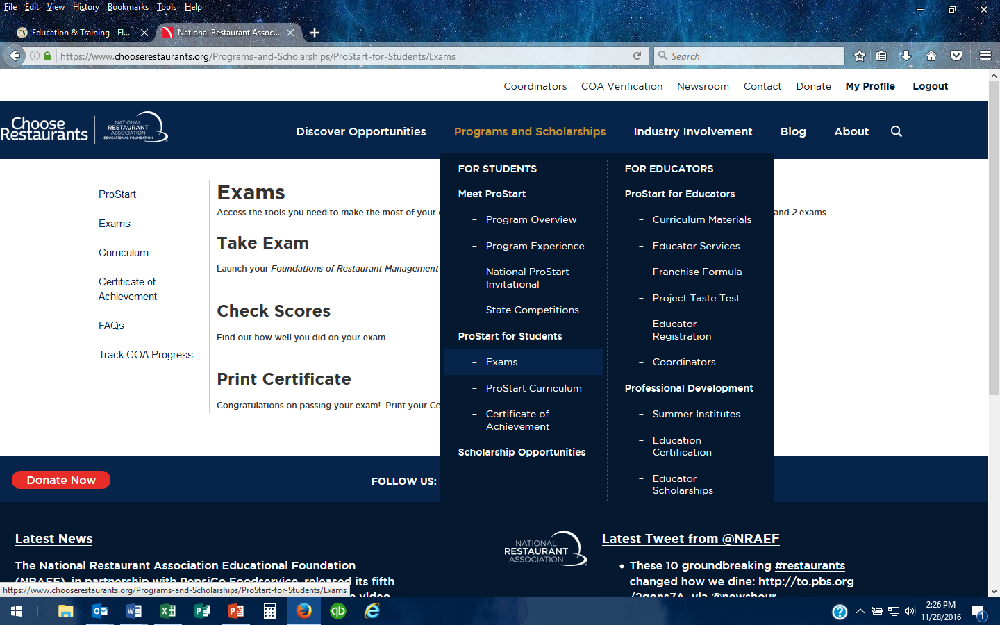 File Edit View History Bookmarks Tools Help
Education & Training - Fl...
National Restaurant Assoc...
https://www.chooserestaurants.org/Programs-and-Scholarships/ProStart-for-Students/Exams
Search
Coordinators COA Verification Newsroom Contact Donate My Profile Logout
Choose
Restaurants
NATIONAL
RESTAURANT
ASSOCIATION
EDUCATIONAL FOUNDATION
Discover Opportunities Programs and Scholarships Industry Involvement Blog About
ProStart
Exams
Curriculum
Certificate of
Achievement
FAQs
Track COA Progress
Exams
Access the tools you need to make the most of your
and 2 exams.
Take Exam
Launch your Foundations of Restaurant Management
Check Scores
Find out how well you did on your exam.
Print Certificate
Congratulations on passing your exam! Print your Ce
FOR STUDENTS
Meet ProStart
– Program Overview
– Program Experience
– National ProStart
Invitational
– State Competitions
ProStart for Students
– Exams
– ProStart Curriculum
– Certificate of
Achievement
Scholarship Opportunities
FOR EDUCATORS
ProStart for Educators
– Curriculum Materials
– Educator Services
– Franchise Formula
– Project Taste Test
– Educator
Registration
– Coordinators
Professional Development
– Summer Institutes
– Education
Certification
– Educator
Scholarships
Donate Now
FOLLOW US:
Latest News
The National Restaurant Association Educational Foundation
(NRAEF), in partnership with PepsiCo Foodservice, released its fifth
video
NATIONAL
RESTAURANT
ASSOCIATION
Latest Tweet from @NRAEF
• These 10 groundbreaking #restaurants
changed how we dine: http://to.pbs.org
/2gons7A via @newshour
https://www.chooserestaurants.org/Programs-and-Scholarships/ProStart-for-Students/Exams
2:26 PM
11/28/2016
1